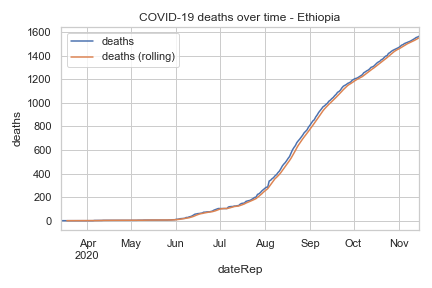 COVID-19 deaths over time - Ethiopia
deaths
deaths (rolling)
1600
1400
1200
1000
800
600
400
200
0
deaths
Apr
2020
May
Jun
Jul
Aug
Sep
Oct
Nov
dateRep